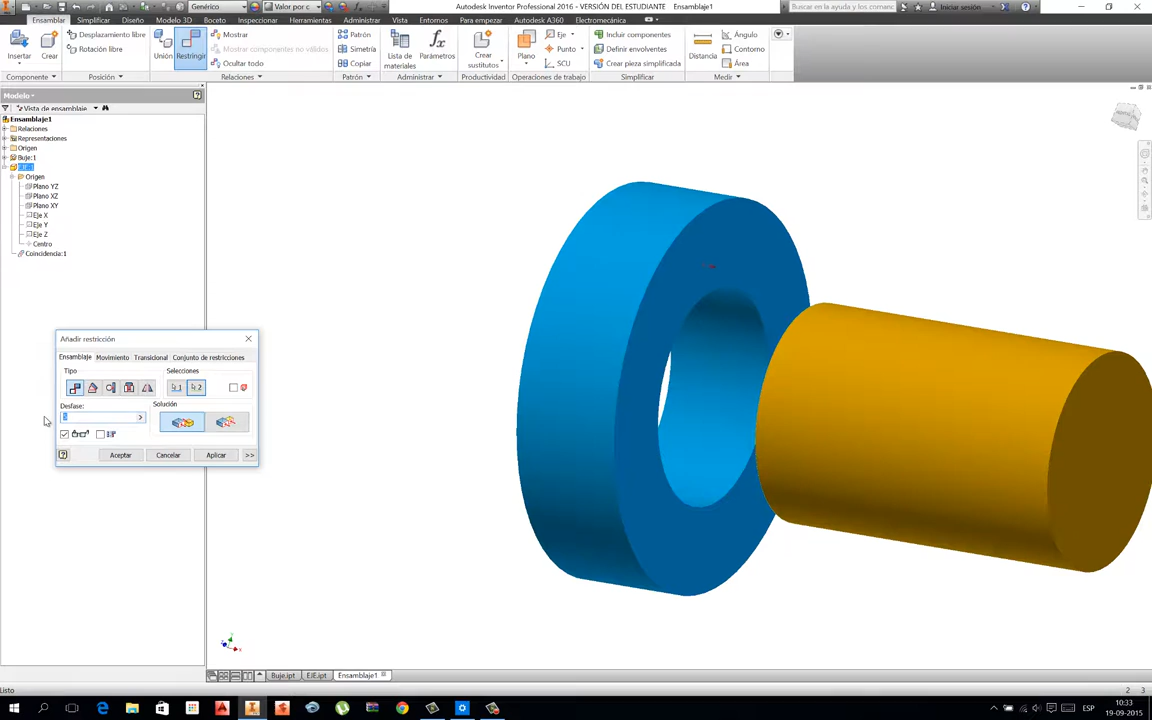 Genérico
Valor por c
Autodesk Inventor Professional 2016 - VERSIÓN DEL ESTUDIANTE    Ensamblaje1
Buscar en la ayuda y los comanc
Iniciar sesión
Ensamblar Simplificar Diseño Modelo 3D Boceto Inspeccionar Herramientas Administrar Vista Entornos Para empezar Autodesk A360 Electromecánica
Insertar
Crear
Desplazamiento libre
Rotación libre
Unión
Restringir
Mostrar
Mostrar componentes no válidos
Ocultar todo
Patrón
Simetría
Copiar
Lista de materiales
Parámetros
Crear sustitutos
Plano
Eje
Punto
SCU
Incluir componentes
Definir envolventes
Crear pieza simplificada
Distancia
Ángulo
Contorno
Área
Componente
Posición
Relaciones
Patrón
Administrar
Productividad
Operaciones de trabajo
Simplificar
Medir
Modelo
Vista de ensamblaje
Ensamblaje1
Relaciones
Representaciones
Origen
Buje:1
EJE:1
Origen
Plano YZ
Plano XZ
Plano XY
Eje X
Eje Y
Eje Z
Centro
Coincidencia:1
Añadir restricción
Ensamblaje Movimiento Transicional Conjunto de restricciones
Tipo
Selecciones
1
2
Desfase:
Solución
Aceptar
Cancelar
Aplicar
>>
Buje.ipt
EJE.ipt
Ensamblaje1
Listo
2 3
ESP
10:33
19-09-2015